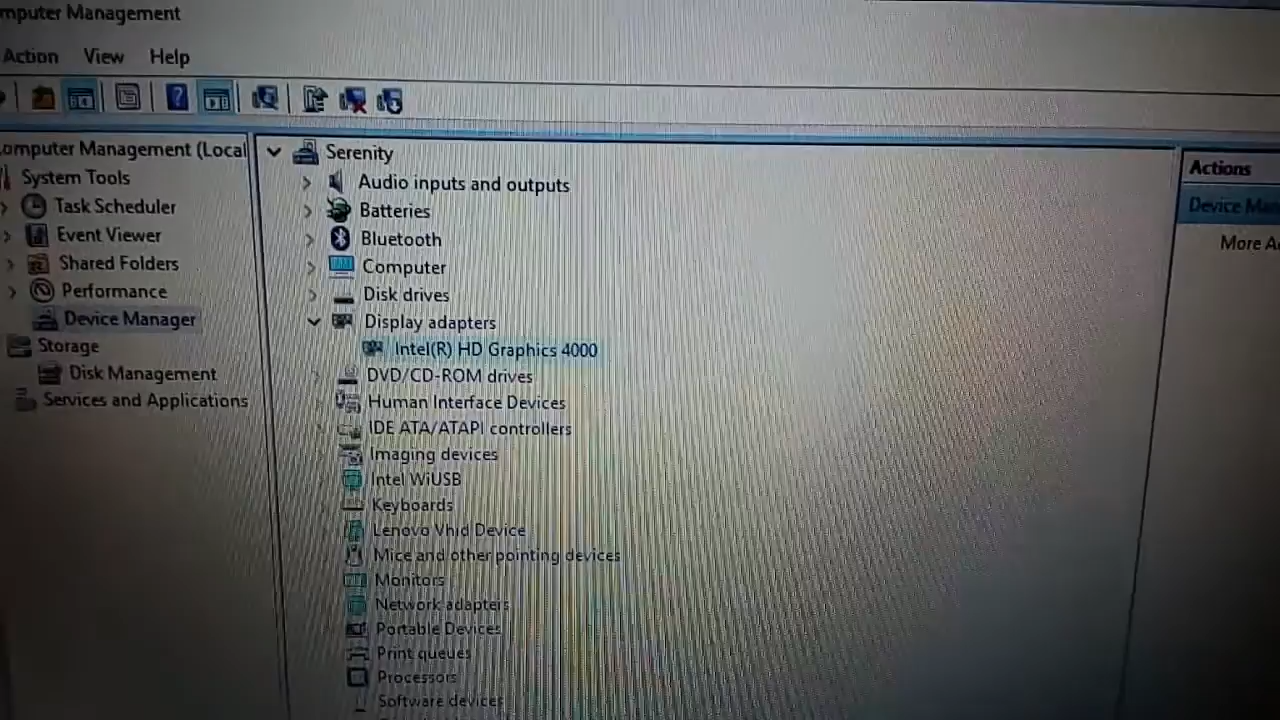 mputer Management
Action View Help
omputer Management (Local
System Tools
Task Scheduler
Event Viewer
Shared Folders
Performance
Device Manager
Storage
Disk Management
Services and Applications
Serenity
Audio inputs and outputs
Batteries
Bluetooth
Computer
Disk drives
Display adapters
Intel(R) HD Graphics 4000
DVD/CD-ROM drives
Human Interface Devices
IDE ATA/ATAPI controllers
Imaging devices
Intel WiUSB
Keyboards
Lenovo Vhid Device
Mice and other pointing devices
Monitors
Network adapters
Portable Devices
Print queues
Processors
Software devices
Actions
Device Man
More A